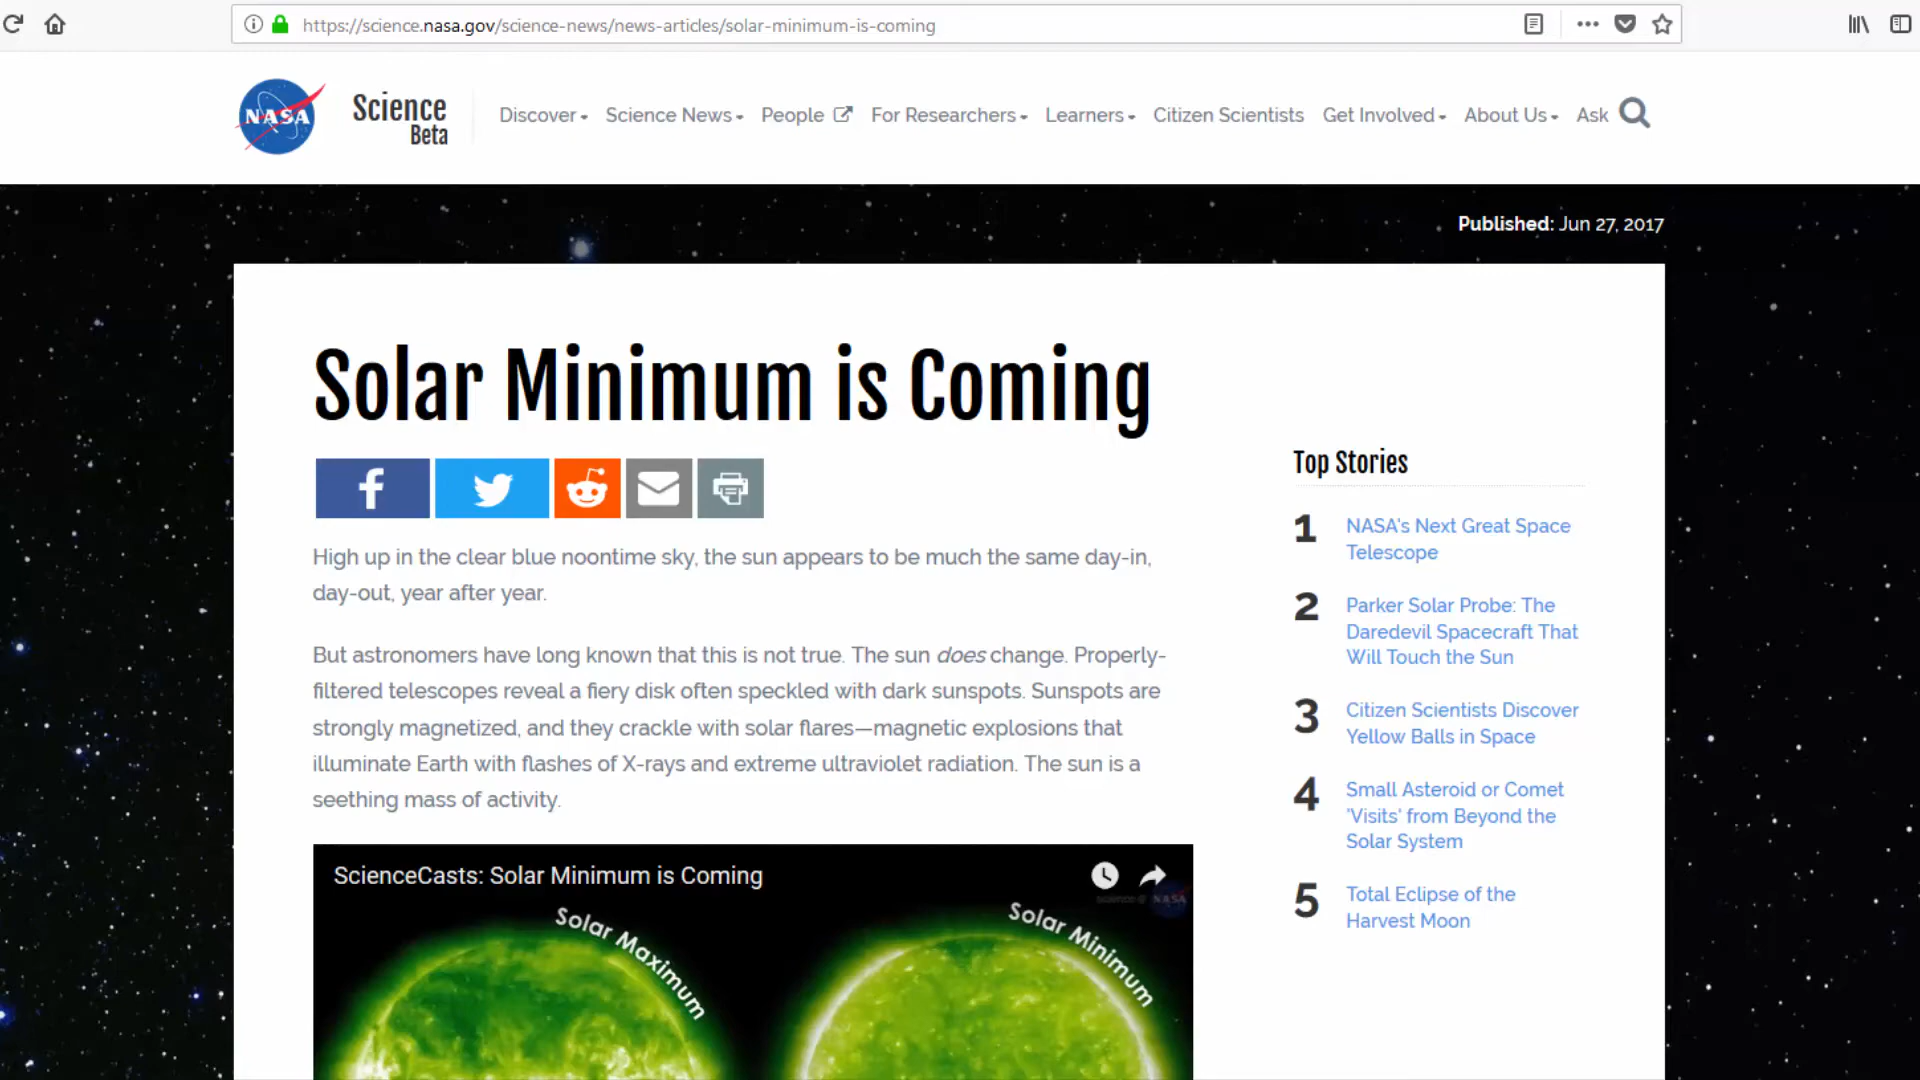 https://science.nasa.gov/science-news/news-articles/solar-minimum-is-coming
NASA
Science
Beta
Discover
Science News
People
For Researchers
Learners
Citizen Scientists
Get Involved
About Us
Ask
Published: Jun 27, 2017
Solar Minimum is Coming
High up in the clear blue noontime sky, the sun appears to be much the same day-in,
day-out, year after year.
But astronomers have long known that this is not true. The sun does change. Properly-
filtered telescopes reveal a fiery disk often speckled with dark sunspots. Sunspots are
strongly magnetized, and they crackle with solar flares—magnetic explosions that
illuminate Earth with flashes of X-rays and extreme ultraviolet radiation. The sun is a
seething mass of activity.
ScienceCasts: Solar Minimum is Coming
Solar Maximum
Solar Minimum
NASA
Top Stories
1 NASA's Next Great Space
Telescope
2 Parker Solar Probe: The
Daredevil Spacecraft That
Will Touch the Sun
3 Citizen Scientists Discover
Yellow Balls in Space
4 Small Asteroid or Comet
'Visits' from Beyond the
Solar System
5 Total Eclipse of the
Harvest Moon